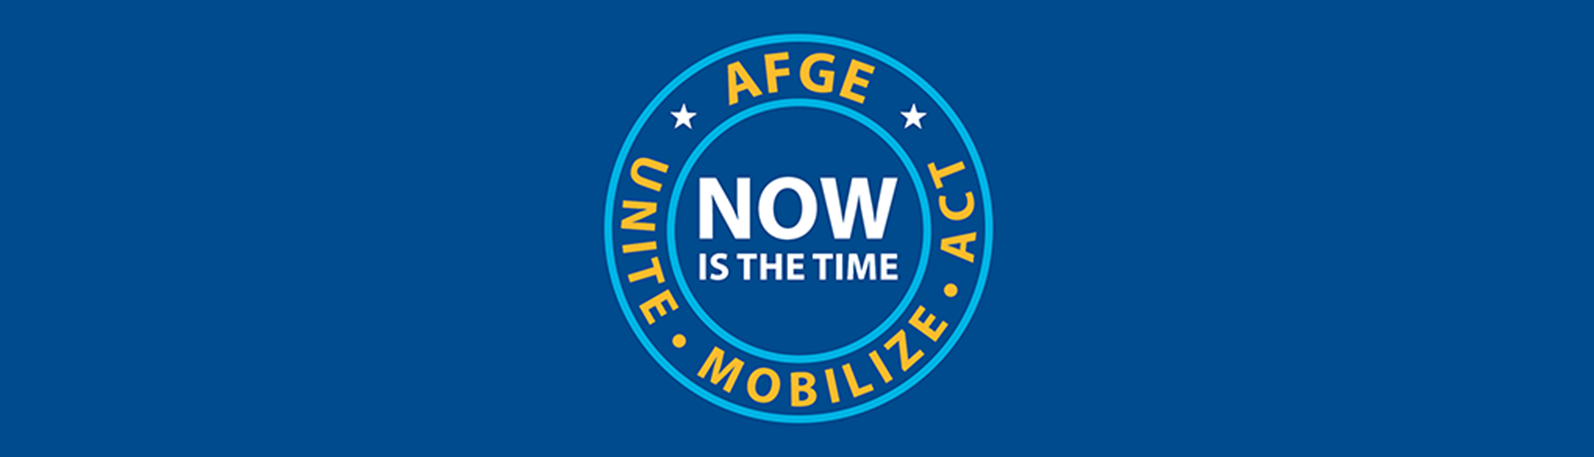 AFGE
NOW
IS THE TIME
UNITE • MOBILIZE • ACT